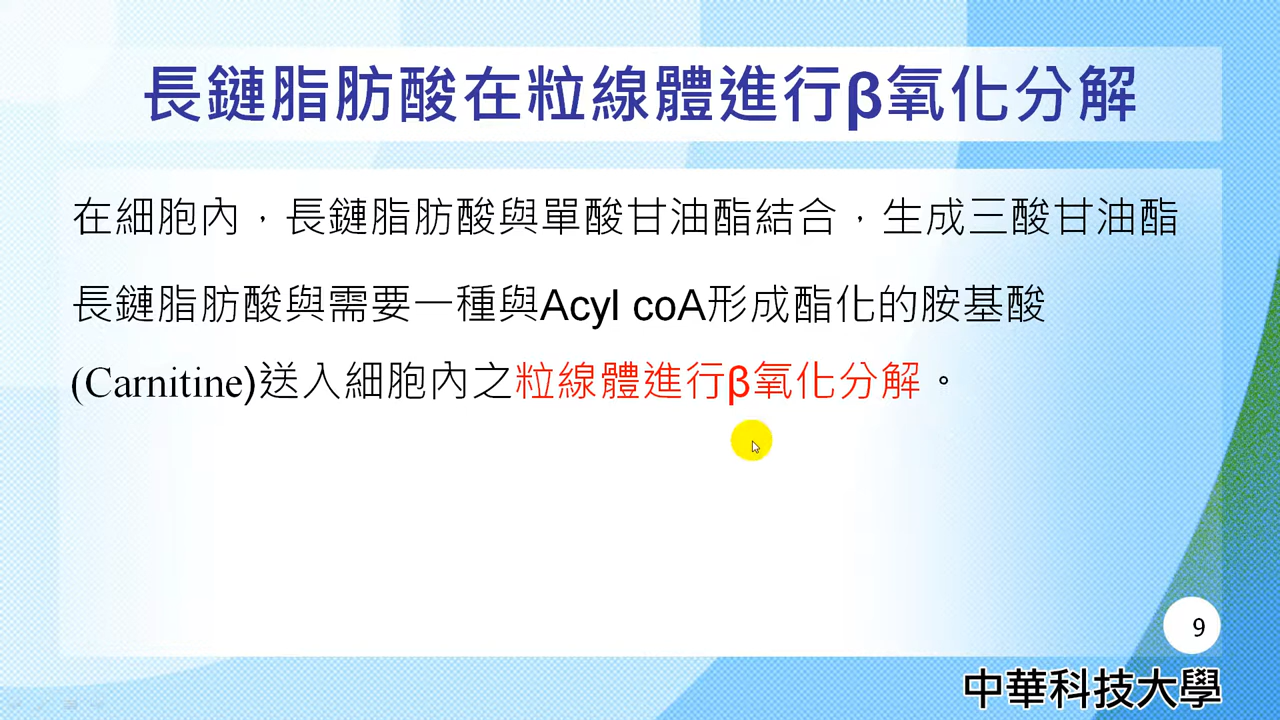 長鏈脂肪酸在粒線體進行β氧化分解
在細胞內，長鏈脂肪酸與單酸甘油酯結合，生成三酸甘油酯
長鏈脂肪酸與需要一種與Acyl coA形成酯化的胺基酸
(Carnitine)送入細胞內之粒線體進行β氧化分解。
9
中華科技大學